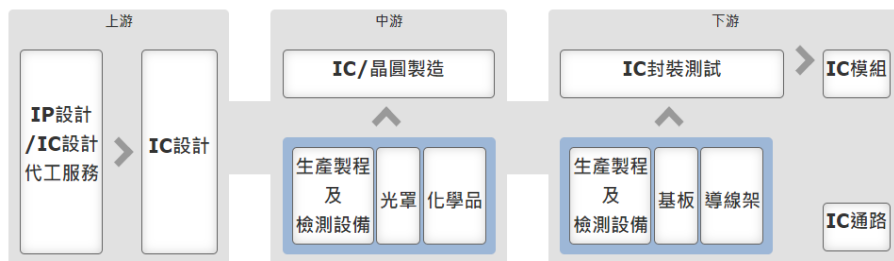 上游
IP設計
/IC設計
代工服務
IC設計
中游
IC/晶圓製造
生產製程
及
檢測設備
光罩
化學品
下游
IC封裝測試
IC模組
生產製程
及
檢測設備
基板
導線架
IC通路